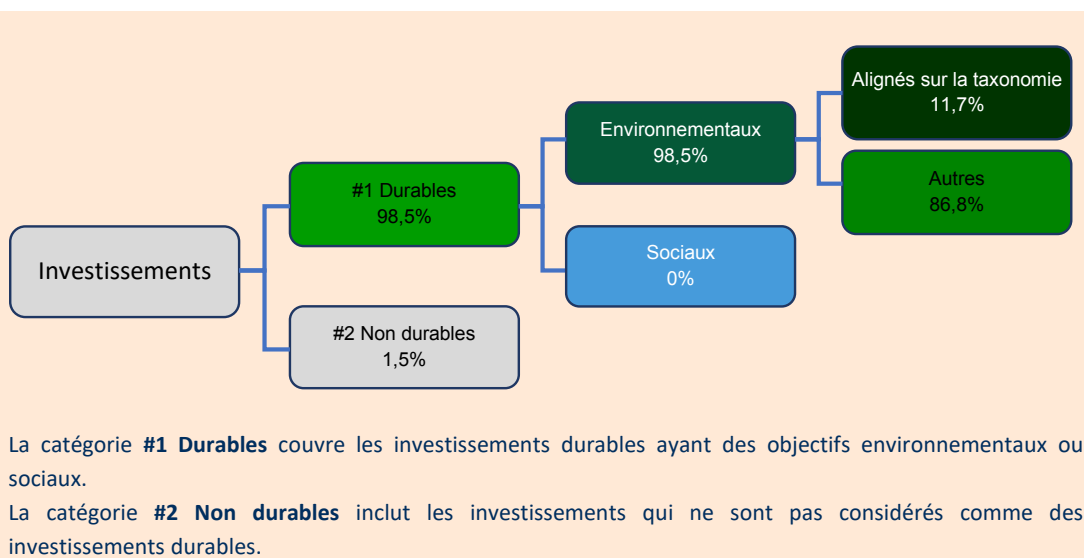 Investissements
#1 Durables
98,5%
#2 Non durables
1,5%
Environnementaux
98,5%
Sociaux
0%
Alignés sur la taxonomie
11,7%
Autres
86,8%
La catégorie #1 Durables couvre les investissements durables ayant des objectifs environnementaux ou
sociaux.
La catégorie #2 Non durables inclut les investissements qui ne sont pas considérés comme des
investissements durables.